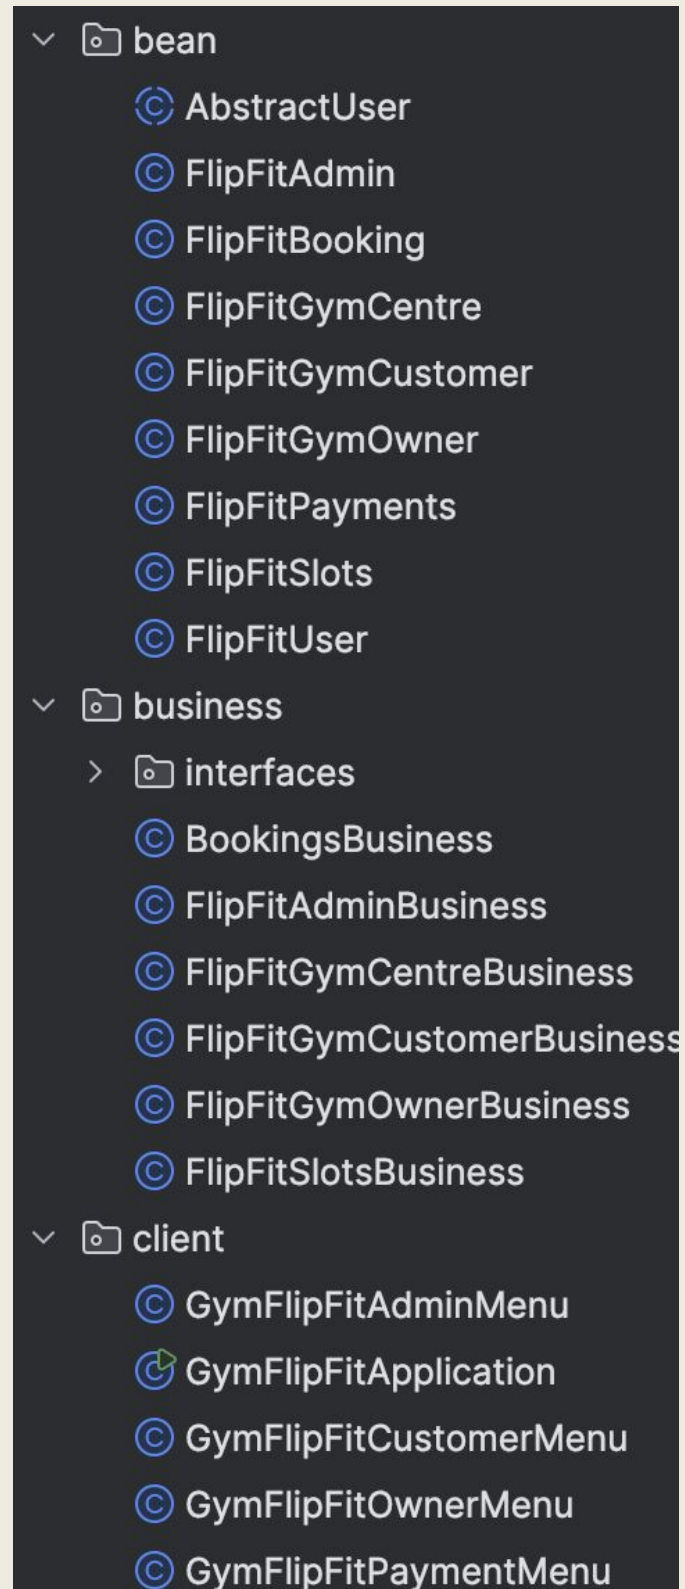 bean
AbstractUser
FlipFitAdmin
FlipFitBooking
FlipFitGymCentre
FlipFitGymCustomer
FlipFitGymOwner
FlipFitPayments
FlipFitSlots
FlipFitUser
business
interfaces
BookingsBusiness
FlipFitAdminBusiness
FlipFitGymCentreBusiness
FlipFitGymCustomerBusiness
FlipFitGymOwnerBusiness
FlipFitSlotsBusiness
client
GymFlipFitAdminMenu
GymFlipFitApplication
GymFlipFitCustomerMenu
GymFlipFitOwnerMenu
GymFlipFitPaymentMenu